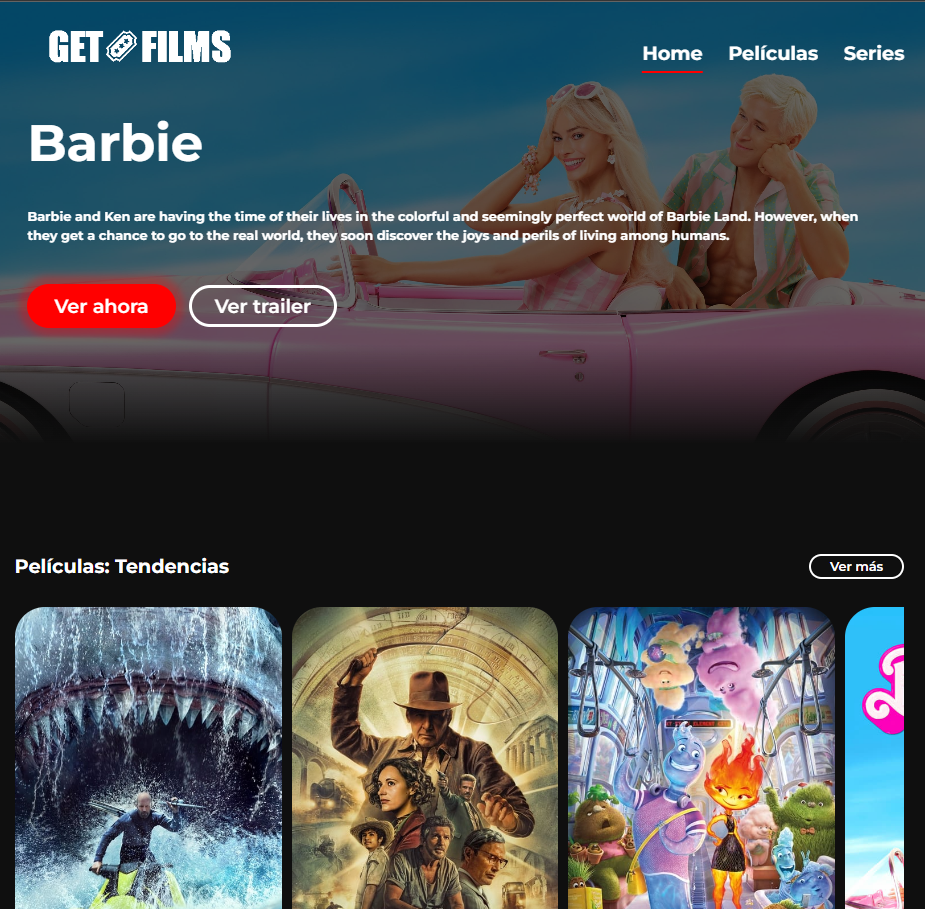 GET FILMS
Home Películas Series
Barbie
Barbie and Ken are having the time of their lives in the colorful and seemingly perfect world of Barbie Land. However, when
they get a chance to go to the real world, they soon discover the joys and perils of living among humans.
Ver ahora Ver trailer
Películas: Tendencias
Ver más